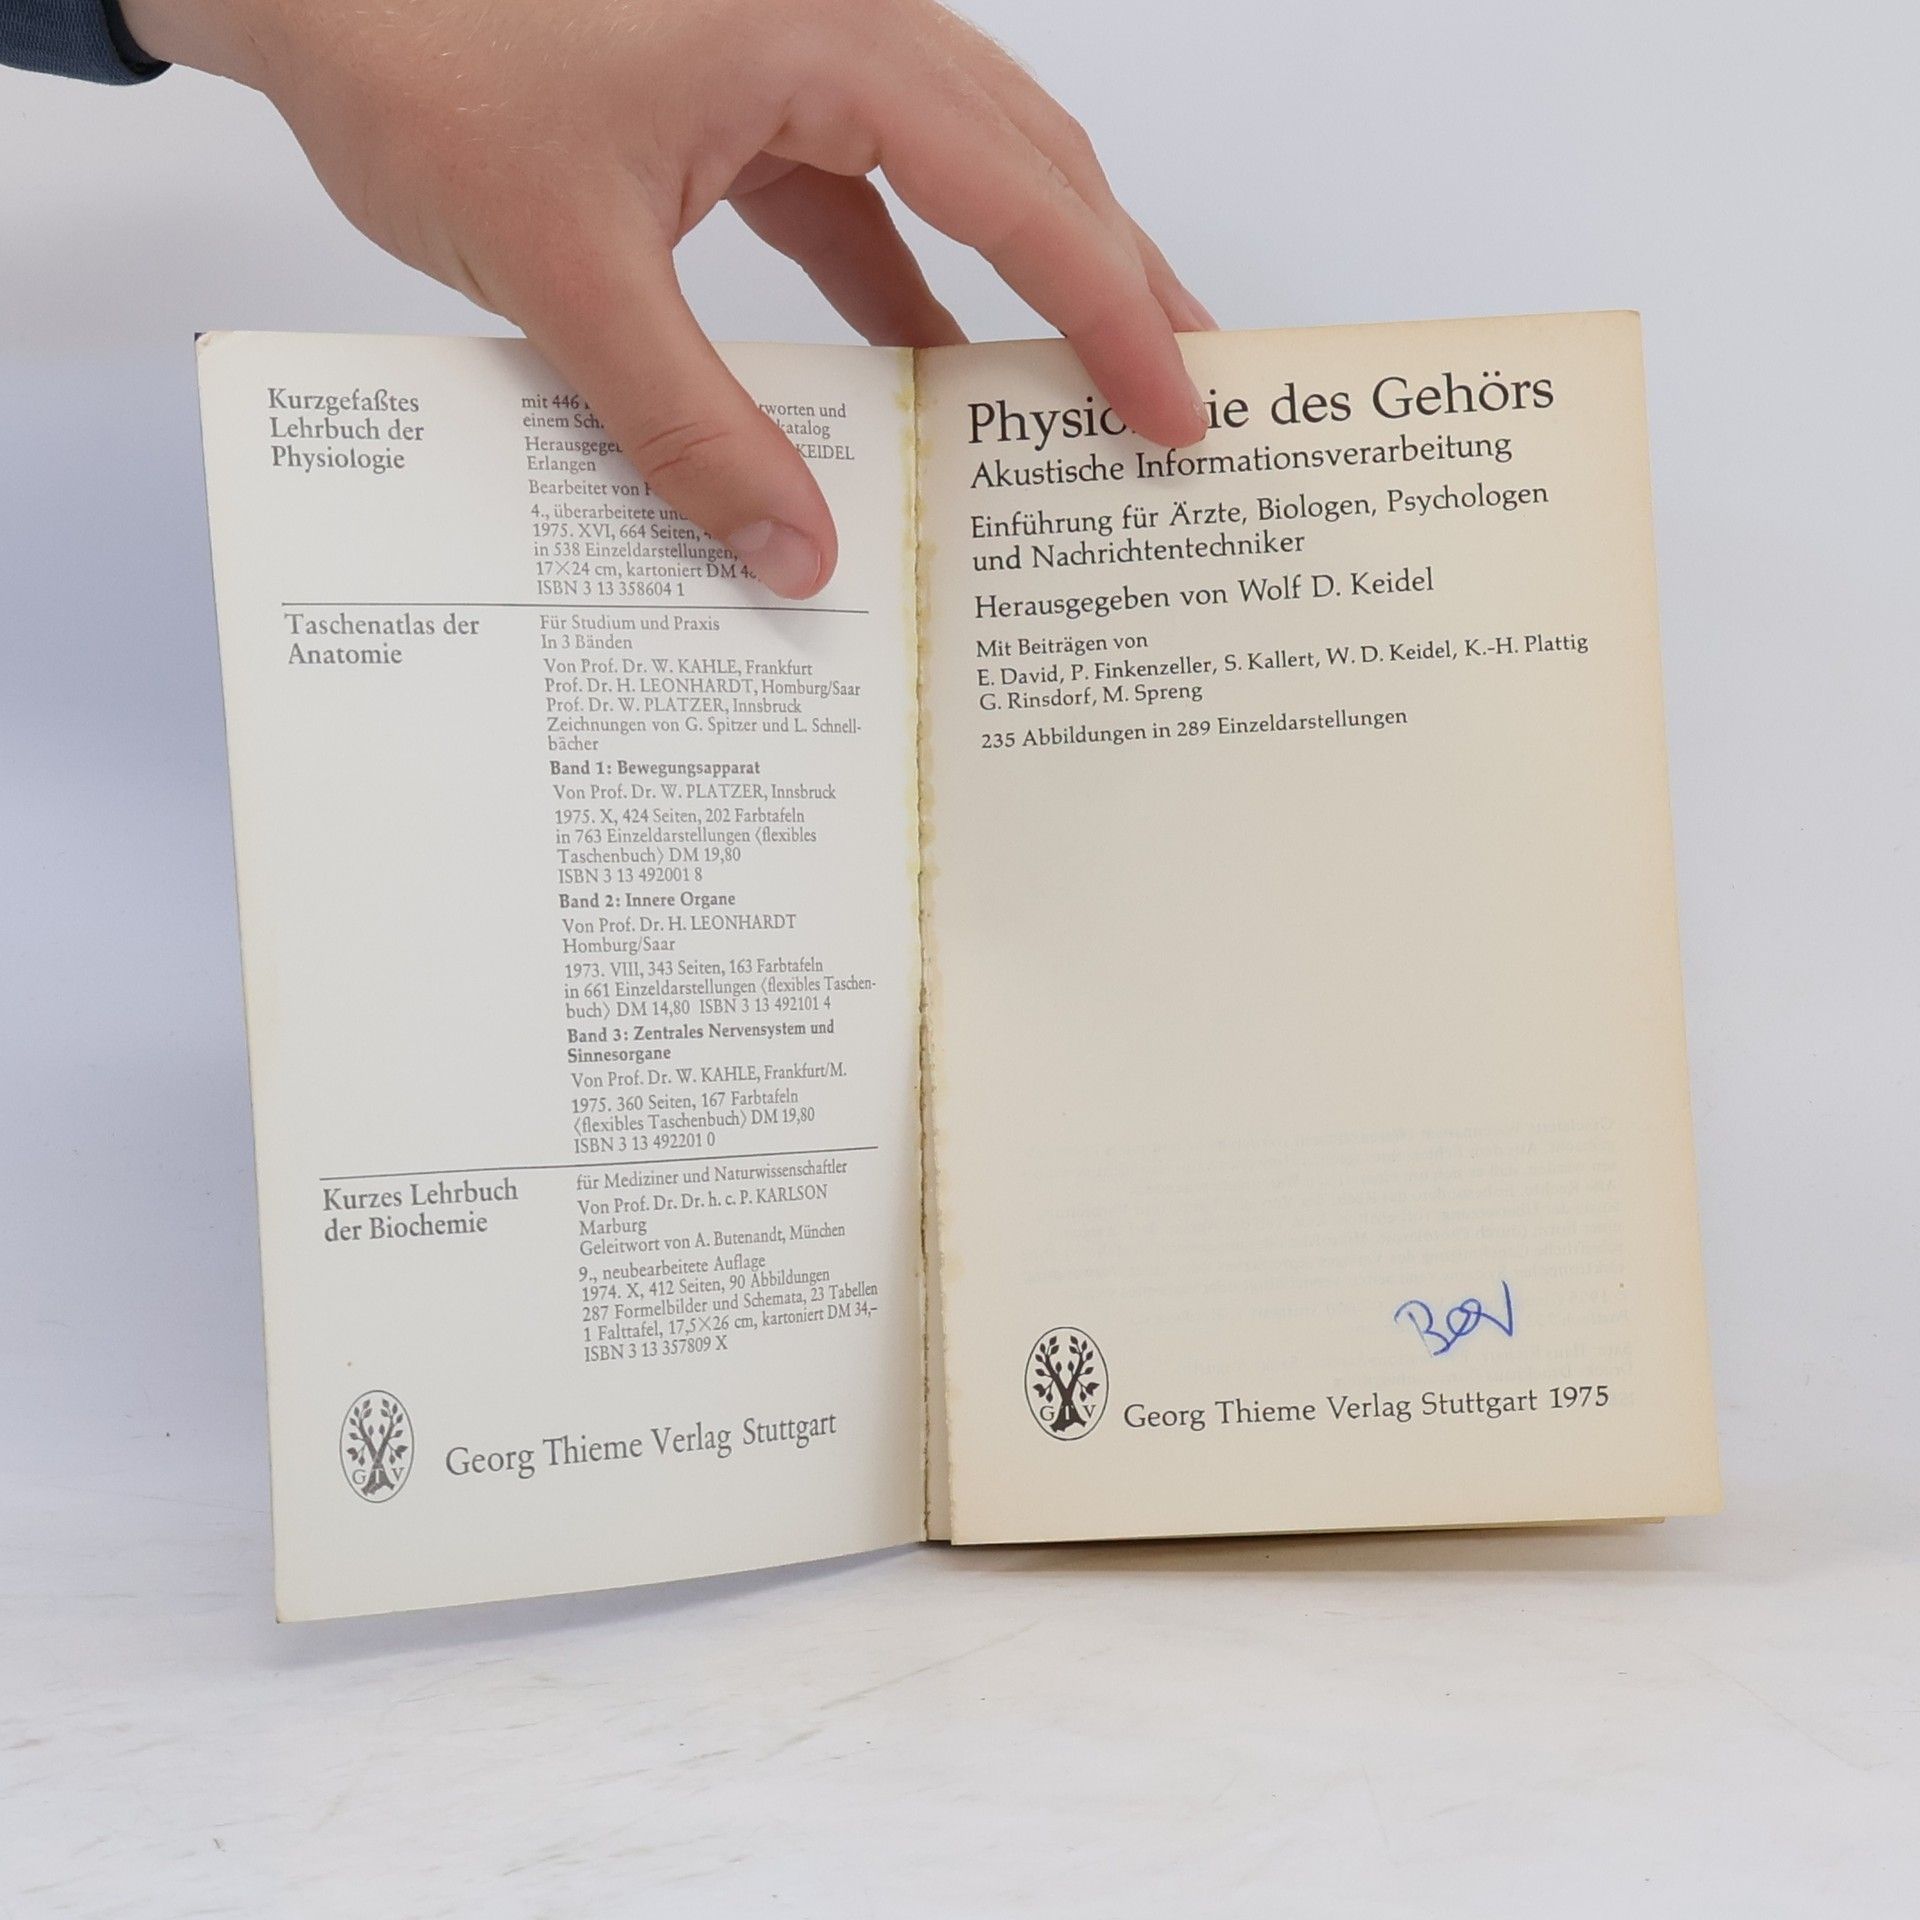 Kurzgefaßtes
Lehrbuch der
Physiologie
mit 446
worten und
einem
katalog
KEIDEL
Erlangen
Bearbeitet von
4., überarbeitete
1975. XVI, 664 Seiten,
in 538 Einzeldarstellungen,
17×24 cm, kartoniert DM
ISBN 3 13 358604 1
Taschenatlas der
Anatomie
Für Studium und Praxis
In 3 Bänden
Von Prof. Dr. W. KAHLE, Frankfurt
Prof. Dr. H. LEONHARDT, Homburg/Saar
Prof. Dr. W. PLATZER, Innsbruck
Zeichnungen von G. Spitzer und L. Schnell-
bächer
Band 1: Bewegungsapparat
Von Prof. Dr. W. PLATZER, Innsbruck
1975. X, 424 Seiten, 202 Farbtafeln
in 763 Einzeldarstellungen ⟨flexibles
Taschenbuch⟩ DM 19,80
ISBN 3 13 492001 8
Band 2: Innere Organe
Von Prof. Dr. H. LEONHARDT
Homburg/Saar
1973. VIII, 343 Seiten, 163 Farbtafeln
in 661 Einzeldarstellungen ⟨flexibles Taschen-
buch⟩ DM 14,80 ISBN 3 13 492101 4
Band 3: Zentrales Nervensystem und
Sinnesorgane
Von Prof. Dr. W. KAHLE, Frankfurt/M.
1975. 360 Seiten, 167 Farbtafeln
⟨flexibles Taschenbuch⟩ DM 19,80
ISBN 3 13 492201 0
Kurzes Lehrbuch
der Biochemie
für Mediziner und Naturwissenschaftler
Von Prof. Dr. Dr. h. c. P. KARLSON
Marburg
Geleitwort von A. Butenandt, München
9., neubearbeitete Auflage
1974. X, 412 Seiten, 90 Abbildungen
287 Formelbilder und Schemata, 23 Tabellen
1 Falttafel, 17,5×26 cm, kartoniert DM 34,–
ISBN 3 13 357809 X
GTV
Georg Thieme Verlag Stuttgart
des Gehörs
Akustische Informationsverarbeitung
Einführung für Ärzte, Biologen, Psychologen
und Nachrichtentechniker
Herausgegeben von Wolf D. Keidel
Mit Beiträgen von
E. David, P. Finkenzeller, S. Kallert, W. D. Keidel, K.-H. Plattig
G. Rinsdorf, M. Spreng
235 Abbildungen in 289 Einzeldarstellungen
GTV
Georg Thieme Verlag Stuttgart 1975